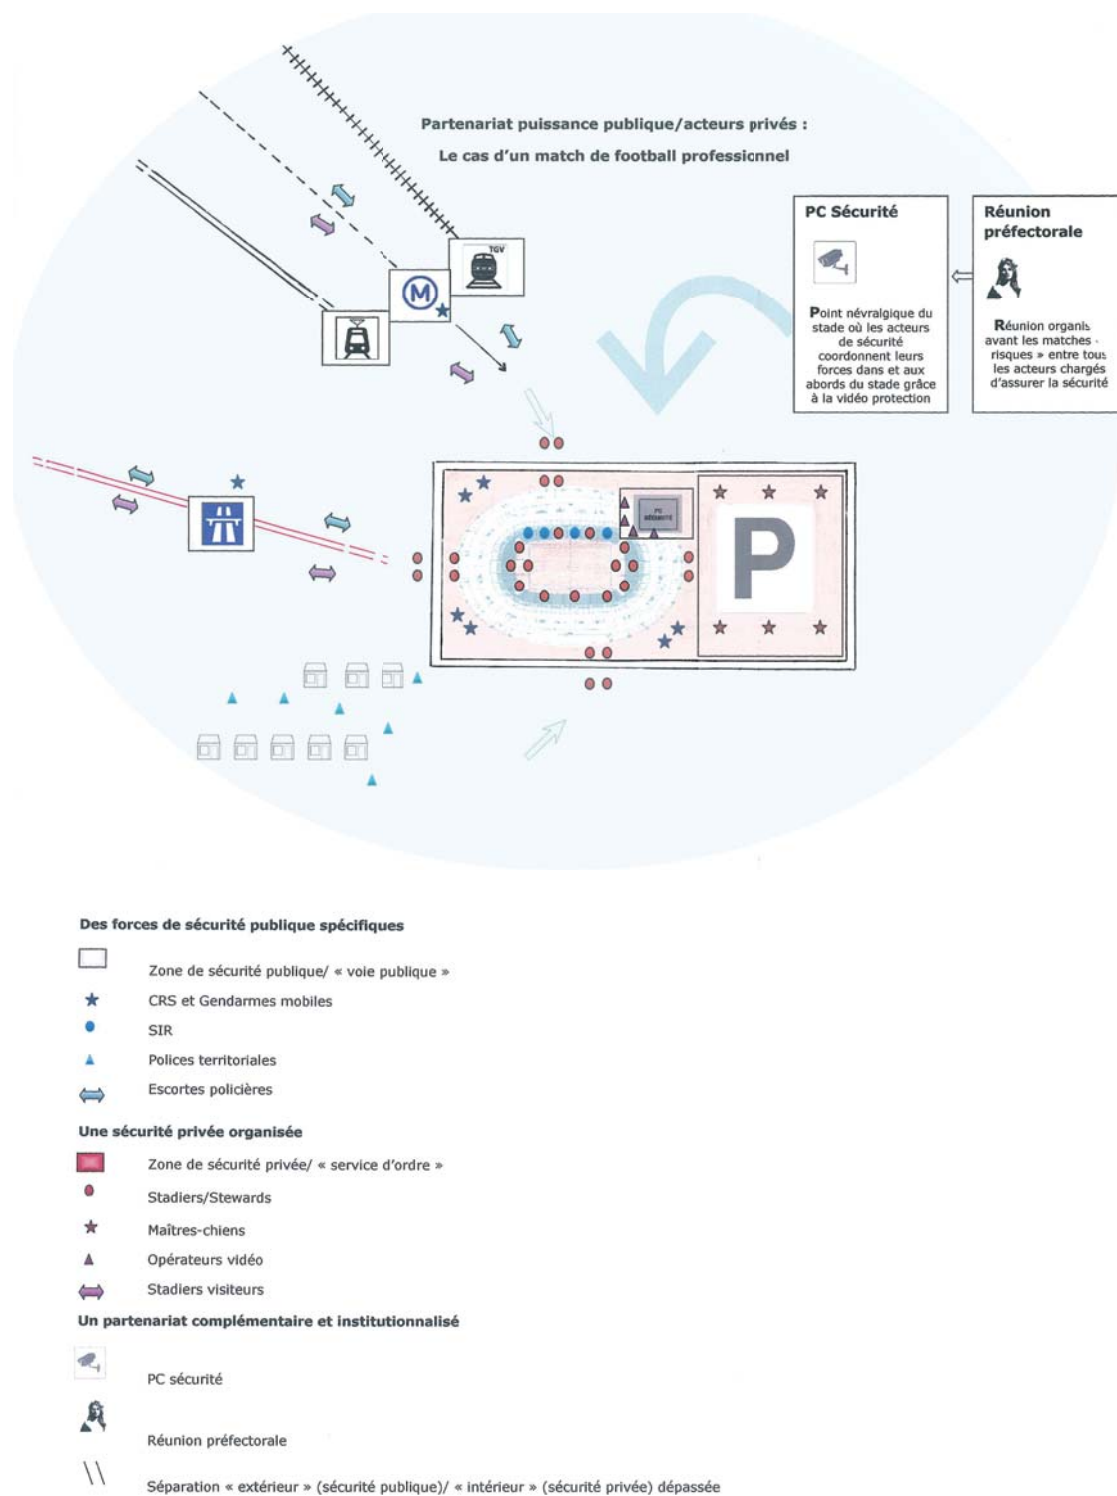 Partenariat puissance publique/acteurs privés :
Le cas d'un match de football professionnel
TGV
M
PC Sécurité
Point névralgique du
stade où les acteurs
de sécurité
coordonnent leurs
forces dans et aux
abords du stade grâce
à la vidéo protection
Réunion
préfectorale
Réunion organis
avant les matches
risques » entre tous
les acteurs chargés
d'assurer la sécurité
PC
SÉCURITÉ
P
Des forces de sécurité publique spécifiques
Zone de sécurité publique/ « voie publique »
CRS et Gendarmes mobiles
SIR
Polices territoriales
Escortes policières
Une sécurité privée organisée
Zone de sécurité privée/ « service d'ordre »
Stadiers/Stewards
Maîtres-chiens
Opérateurs vidéo
Stadiers visiteurs
Un partenariat complémentaire et institutionnalisé
PC sécurité
Réunion préfectorale
Séparation « extérieur » (sécurité publique)/ « intérieur » (sécurité privée) dépassée